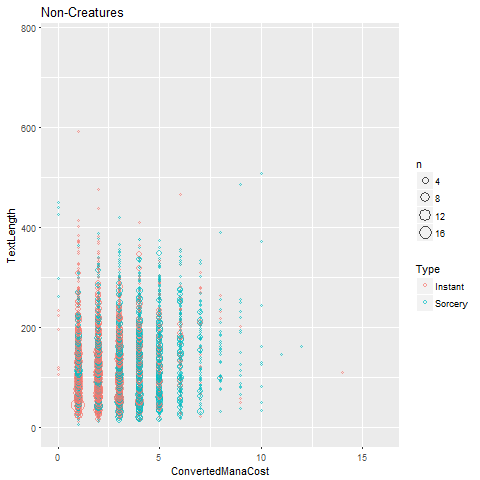 Non-Creatures
800
600
400
200
0
TextLength
0
5
10
15
ConvertedManaCost
n
4
8
12
16
Type
Instant
Sorcery